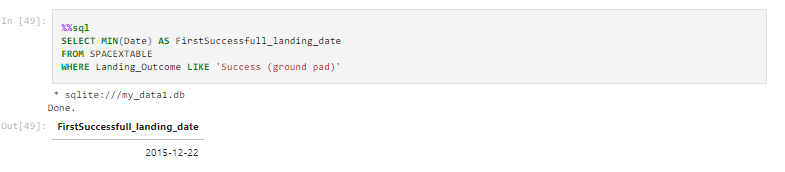 In [49]:
%%sql
SELECT MIN(Date) AS FirstSuccessfull_landing_date
FROM SPACEXTABLE
WHERE Landing_Outcome LIKE 'Success (ground pad)'
* sqlite:///my_data1.db
Done.
Out[49]:
FirstSuccessfull_landing_date
2015-12-22